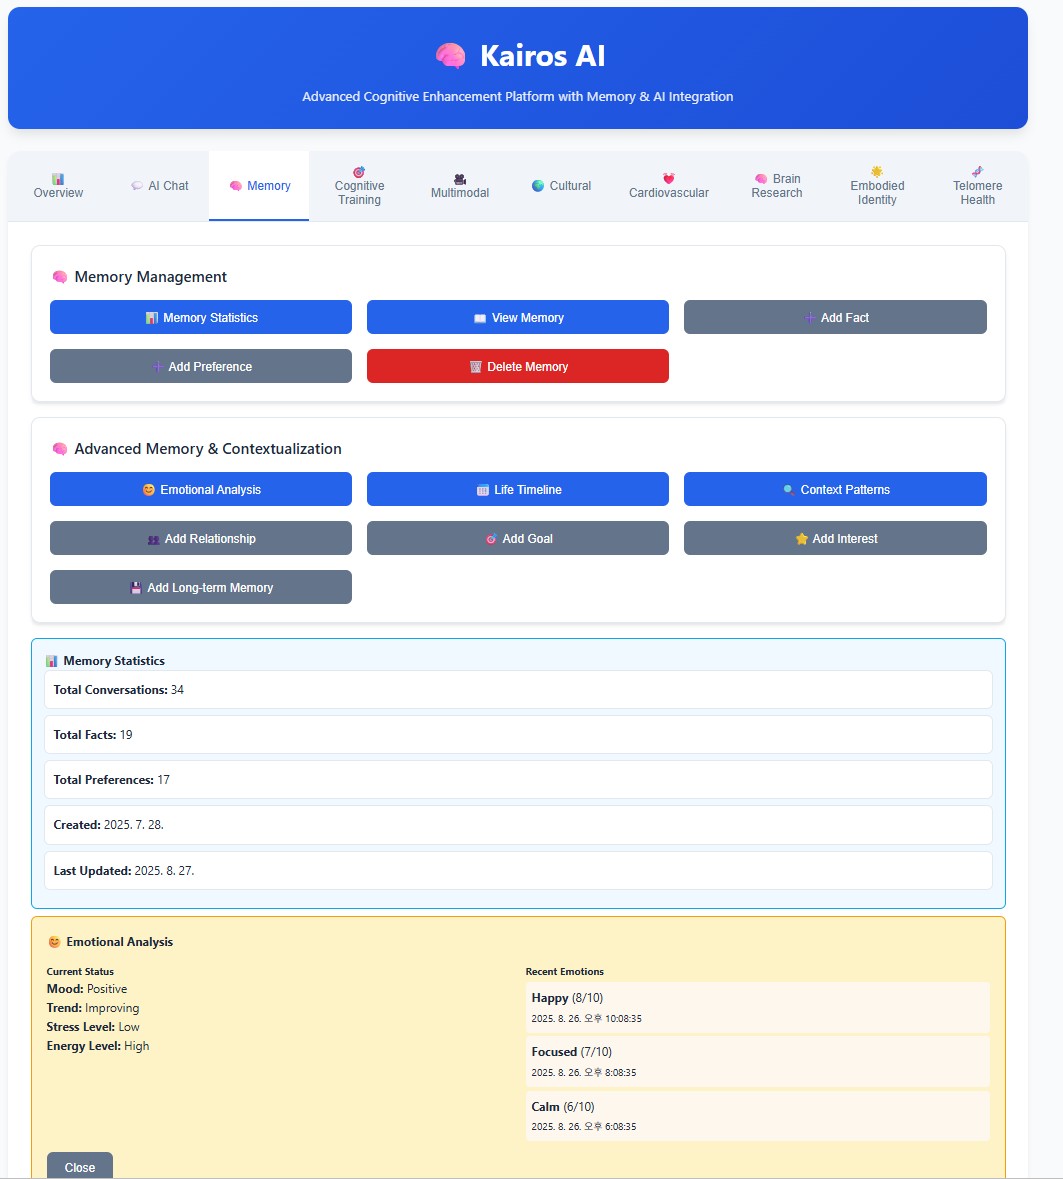 Kairos AI
Advanced Cognitive Enhancement Platform with Memory & AI Integration
Overview
AI Chat
Memory
Cognitive
Training
Multimodal
Cultural
Cardiovascular
Brain
Research
Embodied
Identity
Telomere
Health
Memory Management
Memory Statistics
View Memory
Add Fact
Add Preference
Delete Memory
Advanced Memory & Contextualization
Emotional Analysis
Life Timeline
Context Patterns
Add Relationship
Add Goal
Add Interest
Add Long-term Memory
Memory Statistics
Total Conversations: 34
Total Facts: 19
Total Preferences: 17
Created: 2025. 7. 28.
Last Updated: 2025. 8. 27.
Emotional Analysis
Current Status
Mood: Positive
Trend: Improving
Stress Level: Low
Energy Level: High
Recent Emotions
Happy (8/10)
2025. 8. 26. 오후 10:08:35
Focused (7/10)
2025. 8. 26. 오후 8:08:35
Calm (6/10)
2025. 8. 26. 오후 6:08:35
Close